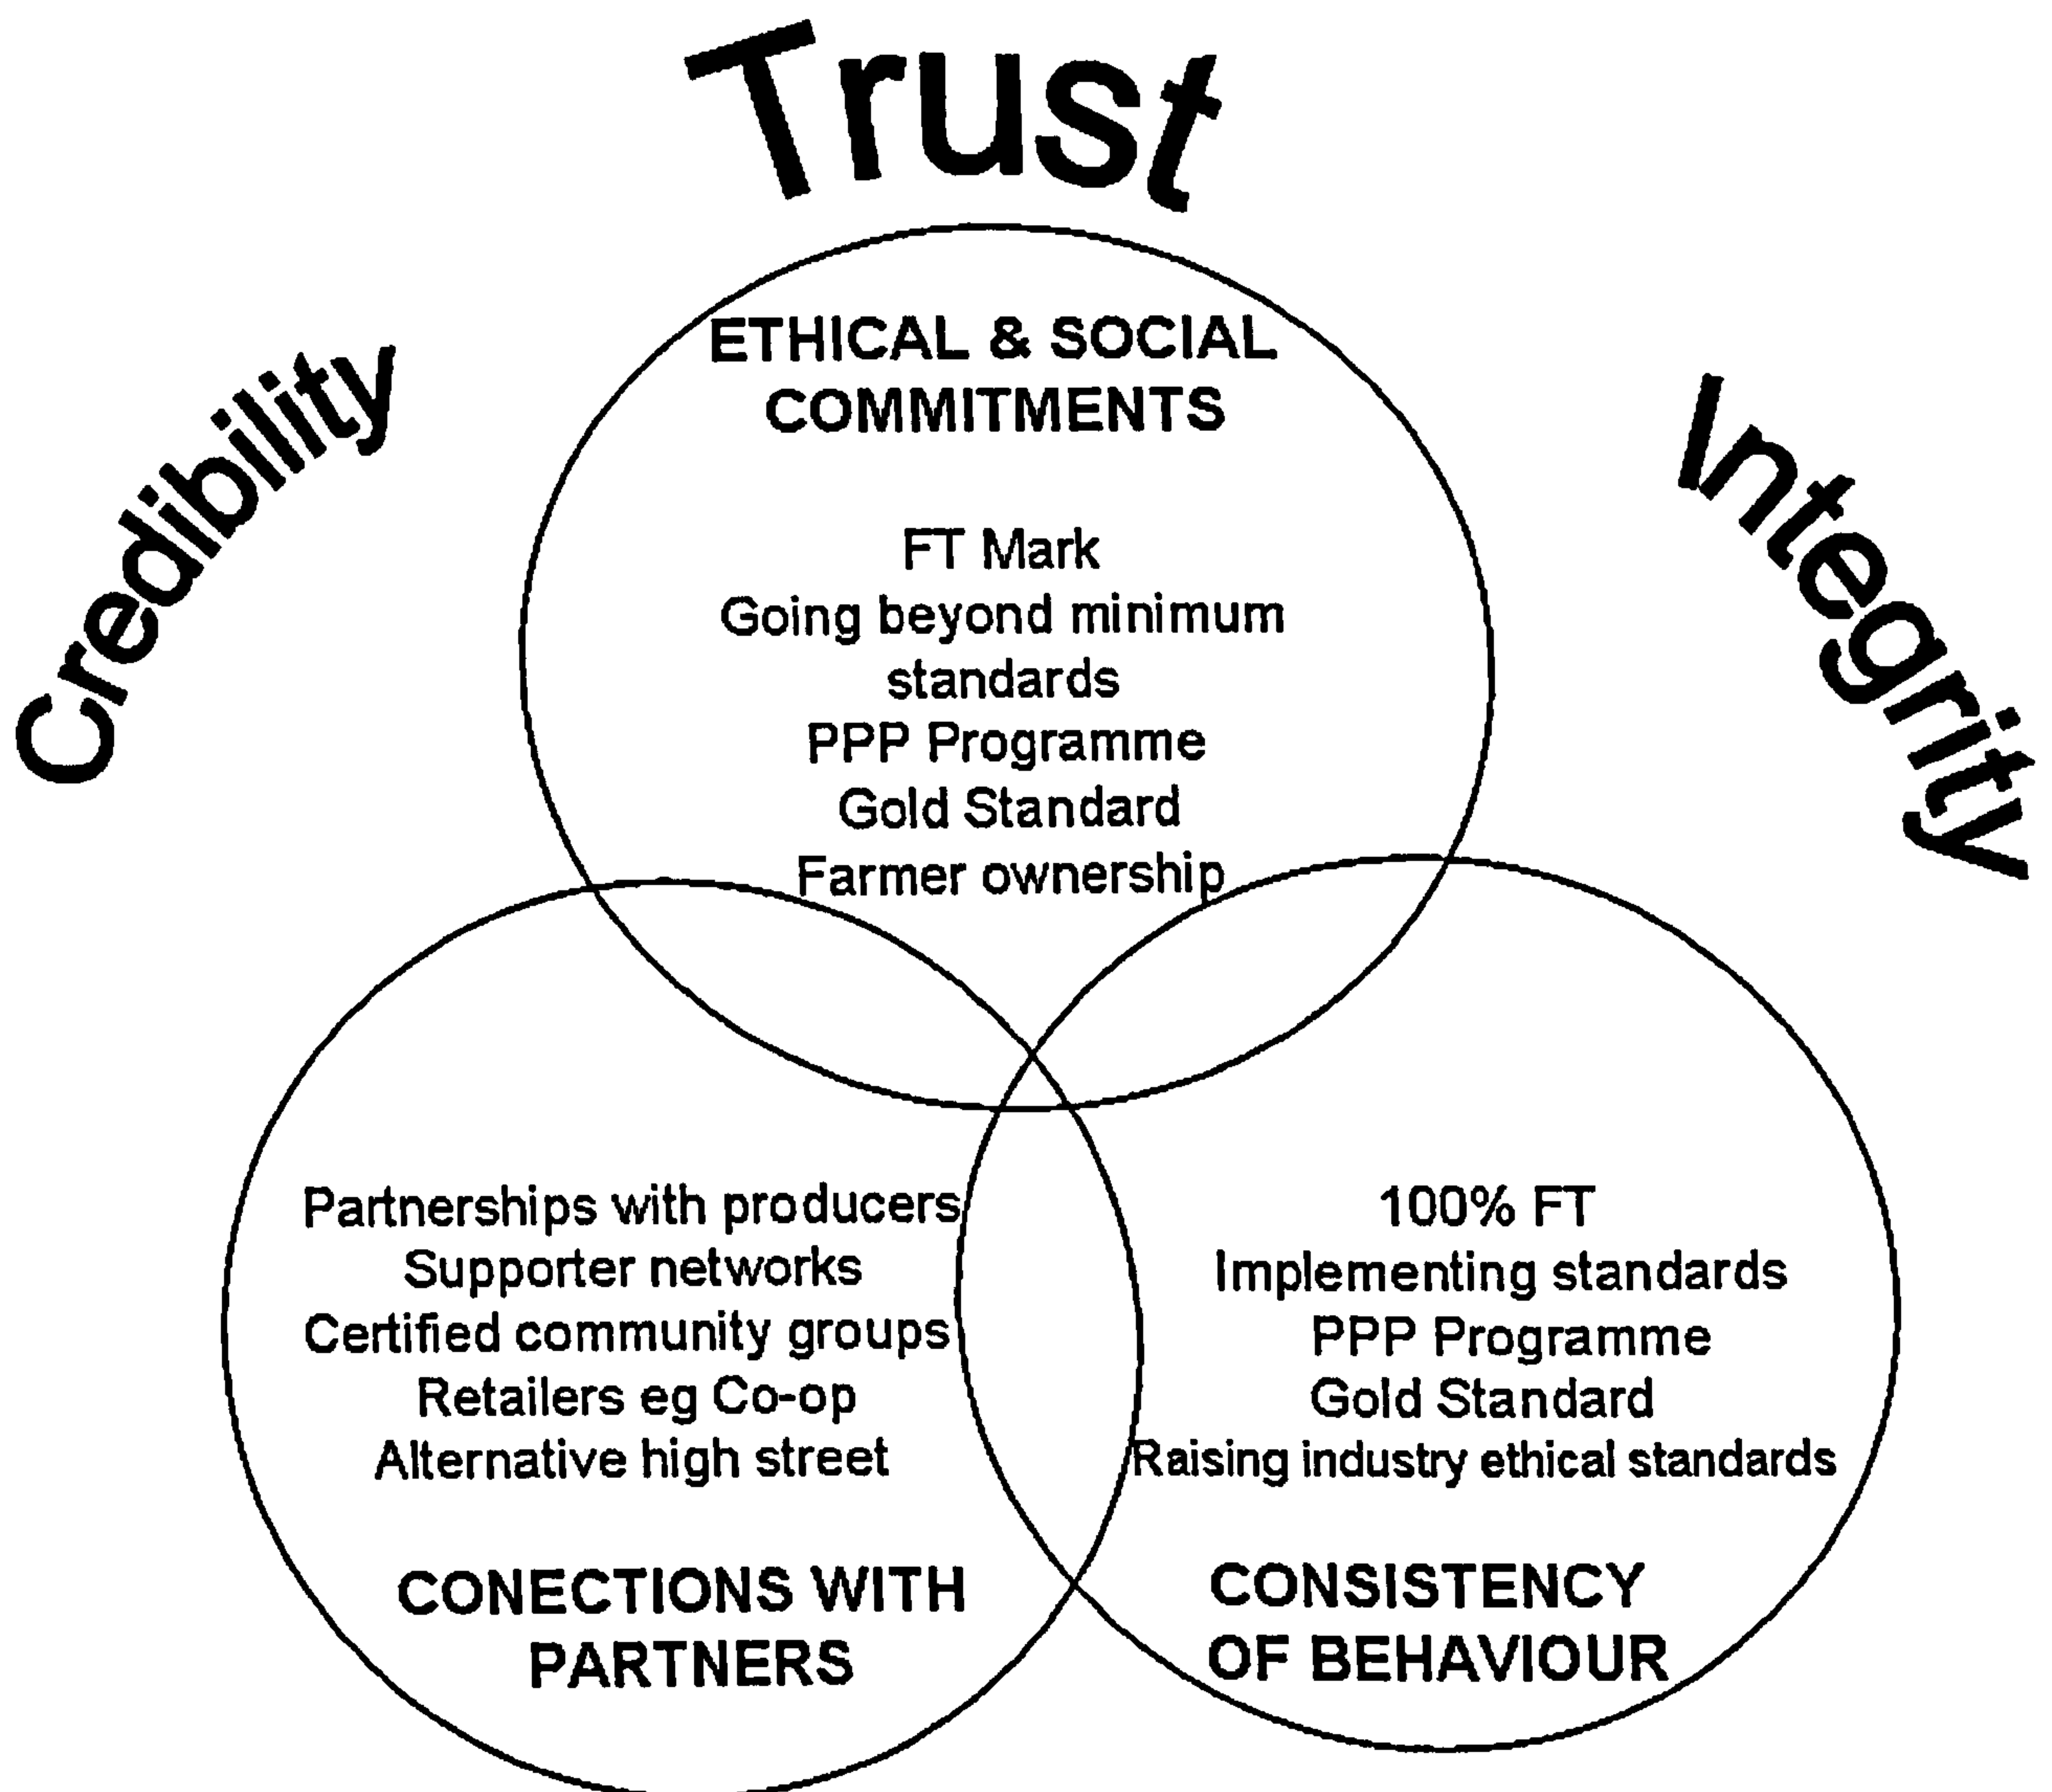 Trust
Credibility
Integrity
ETHICAL & SOCIAL
COMMITMENTS
FT Mark
Going beyond minimum
standards
PPP Programme
Gold Standard
Farmer ownership
Partnerships with producers
Supporter networks
Certified community groups
Retailers eg Co-op
Alternative high street
CONECTIONS WITH
PARTNERS
100% FT
Implementing standards
PPP Programme
Gold Standard
Raising industry ethical standards
CONSISTENCY
OF BEHAVIOUR